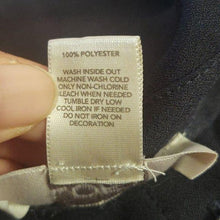 100% POLYESTER
WASH INSIDE OUT
MACHINE WASH COLD
ONLY NON-CHLORINE
BLEACH WHEN NEEDED
TUMBLE DRY LOW
COOL IRON IF NEEDED
DO NOT IRON ON
DECORATION